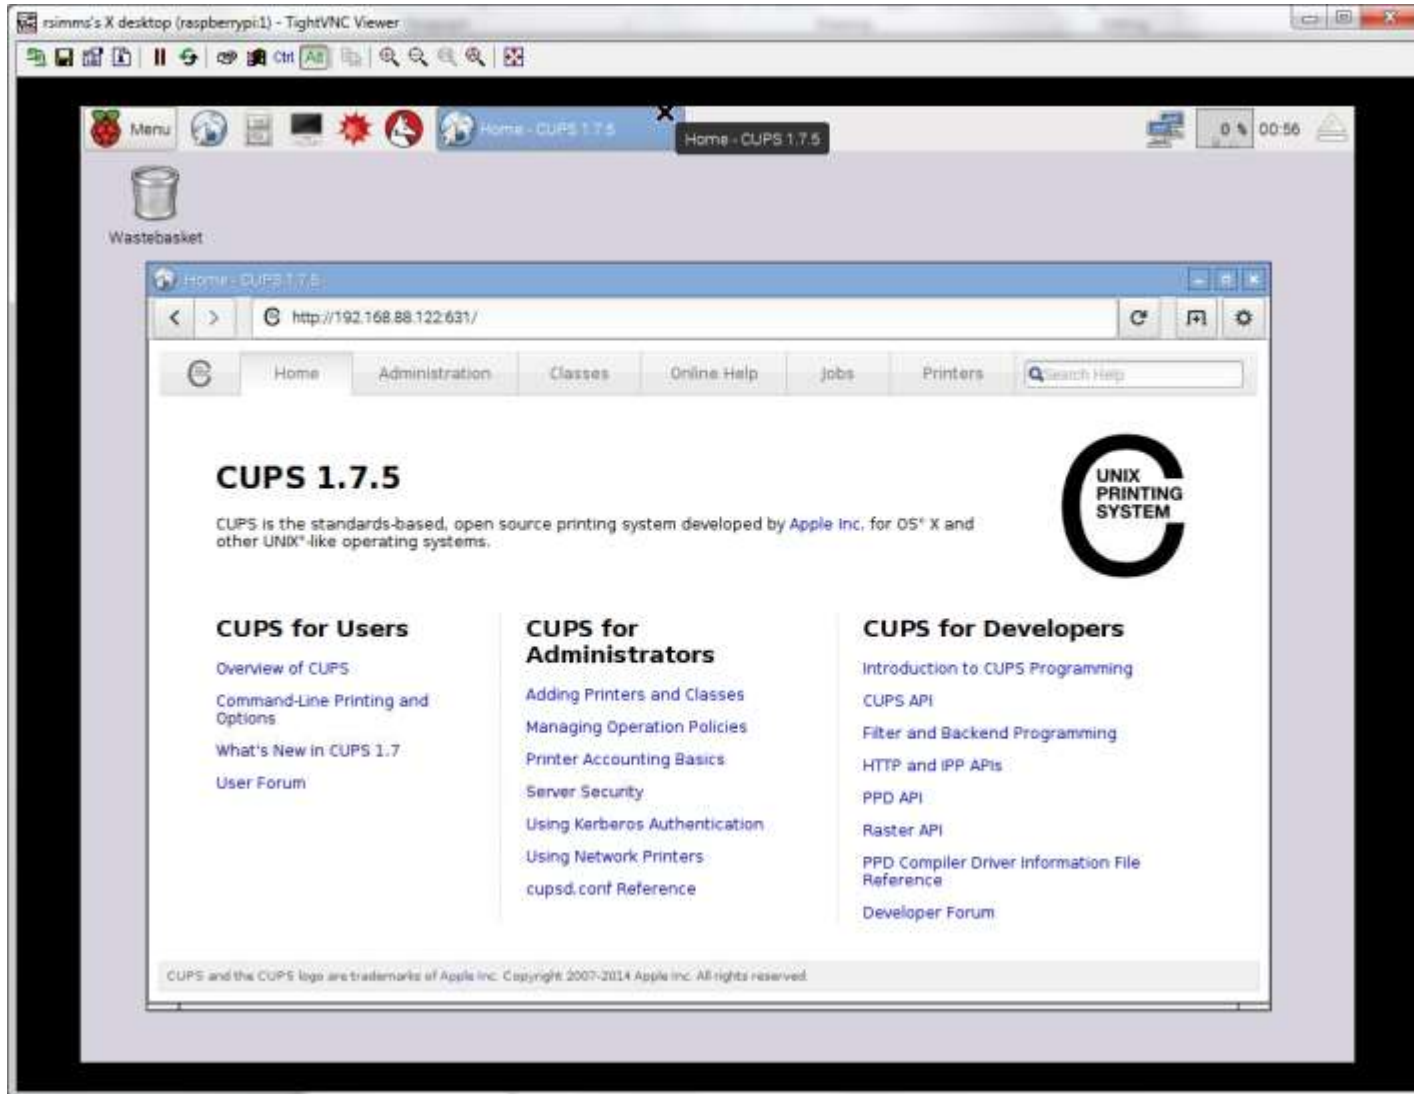 rsimms's X desktop (raspberrypi:1) - TightVNC Viewer
Ctrl Alt
Menu
Home - CUPS 1.7.5
Home - CUPS 1.7.5
0 %
00:56
Wastebasket
Home - CUPS 1.7.5
http://192.168.88.122:631/
Home Administration Classes Online Help Jobs Printers Search Help
CUPS 1.7.5
UNIX
PRINTING
SYSTEM
CUPS is the standards-based, open source printing system developed by Apple Inc. for OS® X and
other UNIX®-like operating systems.
CUPS for Users
Overview of CUPS
Command-Line Printing and
Options
What's New in CUPS 1.7
User Forum
CUPS for
Administrators
Adding Printers and Classes
Managing Operation Policies
Printer Accounting Basics
Server Security
Using Kerberos Authentication
Using Network Printers
cupsd.conf Reference
CUPS for Developers
Introduction to CUPS Programming
CUPS API
Filter and Backend Programming
HTTP and IPP APIs
PPD API
Raster API
PPD Compiler Driver Information File
Reference
Developer Forum
CUPS and the CUPS logo are trademarks of Apple Inc. Copyright 2007-2014 Apple Inc. All rights reserved.